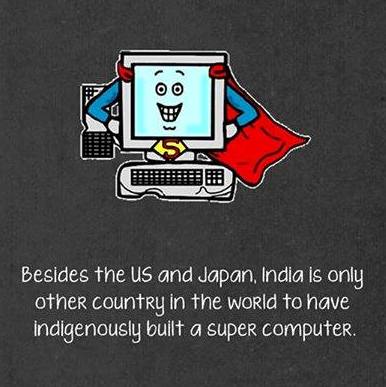 S
Besides the US and Japan, India is only
other country in the world to have
indigenously built a super computer.